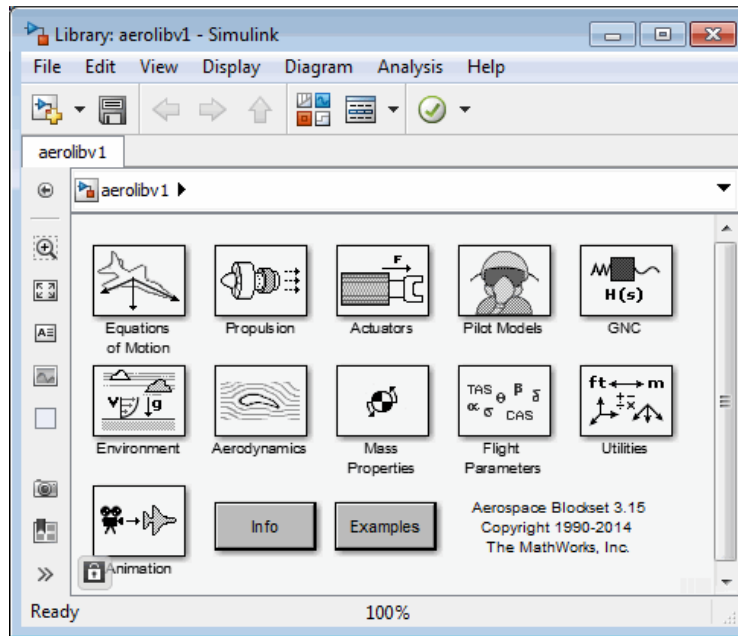 Library: aerolibv1 - Simulink
File Edit View Display Diagram Analysis Help
aerolibv1
aerolibv1
F
H(s)
Equations
of Motion
Propulsion
Actuators
Pilot Models
GNC
V g
TAS θ β δ
α σ CAS
ft m
+ − ÷ ×
Environment
Aerodynamics
Mass
Properties
Flight
Parameters
Utilities
Info
Examples
Aerospace Blockset 3.15
Copyright 1990-2014
The MathWorks, Inc.
Animation
Ready 100%